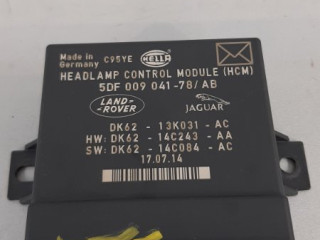 Made in
Germany
C95YE
HELLA
HEADLAMP CONTROL MODULE (HCM)
5DF 009 041-78/AB
LAND-
ROVER
JAGUAR
DK62 - 13K031 - AC
HW: DK62 - 14C243 - AA
SW: DK62 - 14C084 - AC
17.07.14